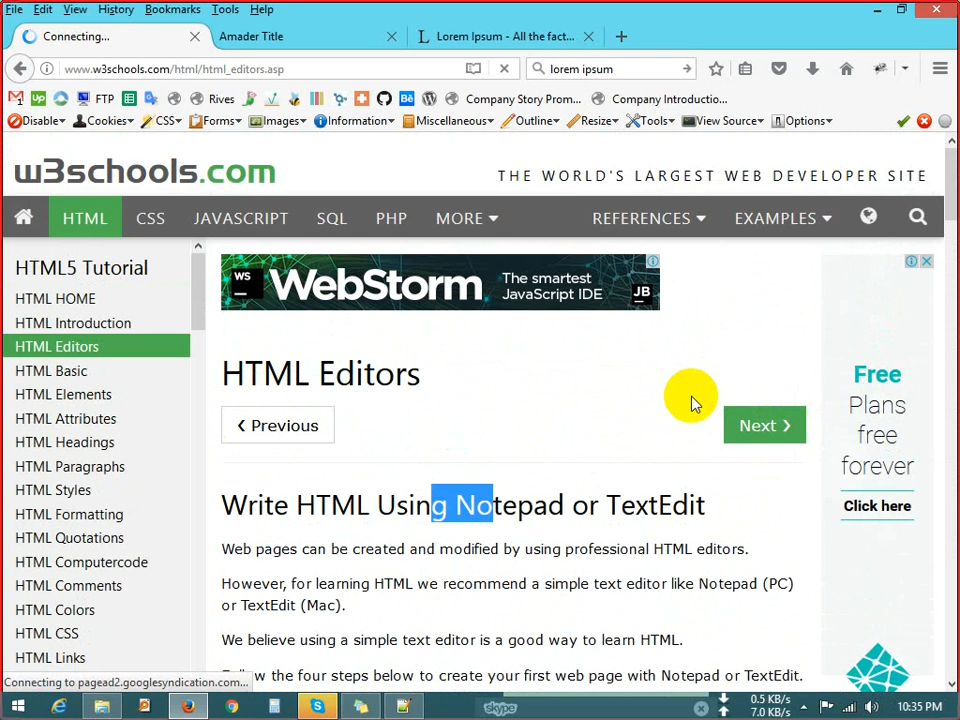 File Edit View History Bookmarks Tools Help
Connecting... Amader Title Lorem Ipsum - All the fact...
www.w3schools.com/html/html_editors.asp lorem ipsum
FTP Rives Company Story Prom... Company Introductio...
Disable Cookies CSS Forms Images Information Miscellaneous Outline Resize Tools View Source Options
w3schools.com THE WORLD'S LARGEST WEB DEVELOPER SITE
HTML CSS JAVASCRIPT SQL PHP MORE REFERENCES EXAMPLES
HTML5 Tutorial
HTML HOME
HTML Introduction
HTML Editors
HTML Basic
HTML Elements
HTML Attributes
HTML Headings
HTML Paragraphs
HTML Styles
HTML Formatting
HTML Quotations
HTML Computercode
HTML Comments
HTML Colors
HTML CSS
HTML Links
WS WebStorm The smartest
JavaScript IDE JB
HTML Editors
❮ Previous
Next ❯
Write HTML Using Notepad or TextEdit
Web pages can be created and modified by using professional HTML editors.
However, for learning HTML we recommend a simple text editor like Notepad (PC)
or TextEdit (Mac).
We believe using a simple text editor is a good way to learn HTML.
Follow the four steps below to create your first web page with Notepad or TextEdit.
Free
Plans
free
forever
Click here
Connecting to pagead2.googlesyndication.com...
skype
0.5 KB/s
7.0 KB/s
10:35 PM